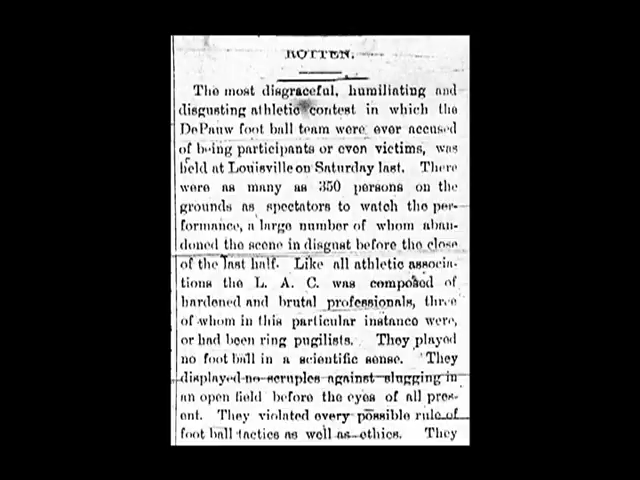 ROTTEN.
The most disgraceful, humiliating and
disgusting athletic contest in which the
DePauw foot ball team were ever accused
of being participants or even victims, was
held at Louisville on Saturday last. There
were as many as 350 persons on the
grounds as spectators to watch the per-
formance, a large number of whom aban-
doned the scene in disgust before the close
of the last half. Like all athletic associa-
tions the L. A. C. was composed of
hardened and brutal professionals, three
of whom in this particular instance were,
or had been ring pugilists. They played
no foot ball in a scientific sense. They
displayed no scruples against slugging in
an open field before the eyes of all pres-
ent. They violated every possible rule of
foot ball tactics as well as ethics. They